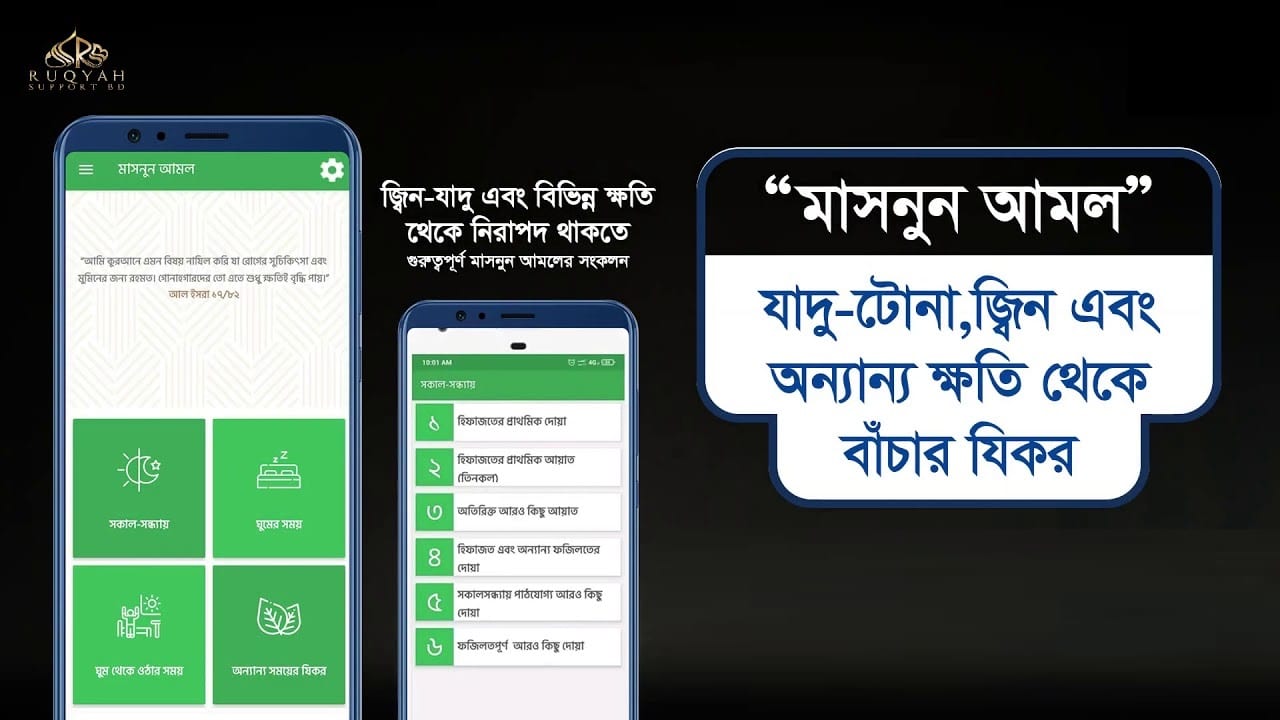 RUQYAH
SUPPORT BD
মাসনুন আমল
“আমি কুরআনে এমন বিষয় নাযিল করি যা রোগের সুচিকিৎসা এবং
মুমিনের জন্য রহমত। গোনাহগারদের তো এতে শুধু ক্ষতিই বৃদ্ধি পায়।”
আল ইসরা ১৭/৮২
সকাল-সন্ধ্যায়
ঘুমের সময়
ঘুম থেকে ওঠার সময়
অন্যান্য সময়ের যিকর
জ্বিন-যাদু এবং বিভিন্ন ক্ষতি
থেকে নিরাপদ থাকতে
গুরুত্বপূর্ণ মাসনুন আমলের সংকলন
10:01 AM
4G
সকাল-সন্ধ্যায়
১ হিফাজতের প্রাথমিক দোয়া
২ হিফাজতের প্রাথমিক আয়াত
(তিনকুল)
৩ অতিরিক্ত আরও কিছু আয়াত
৪ হিফাজত এবং অন্যান্য ফজিলতের
দোয়া
৫ সকালসন্ধ্যায় পাঠযোগ্য আরও কিছু
দোয়া
৬ ফজিলতপূর্ণ আরও কিছু দোয়া
“মাসনুন আমল”
যাদু-টোনা,জ্বিন এবং
অন্যান্য ক্ষতি থেকে
বাঁচার যিকর